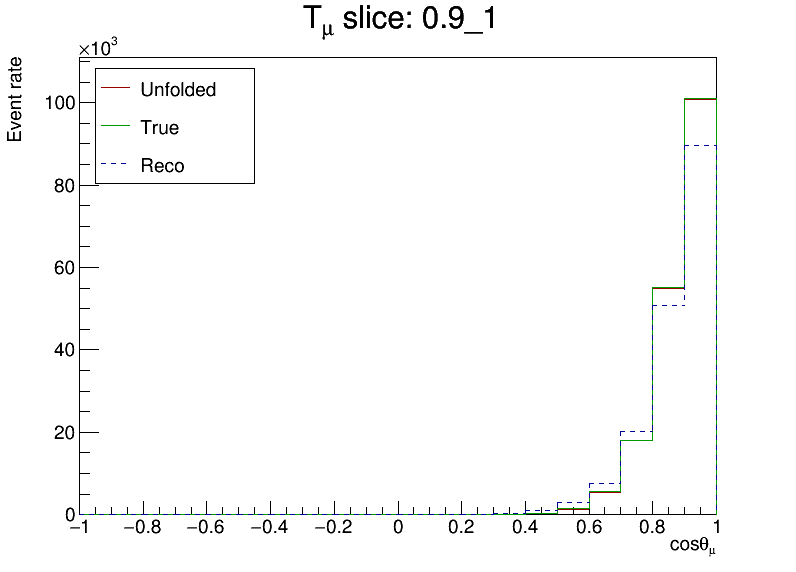 Tμ slice: 0.9_1
×10³
Event rate
Unfolded
True
Reco
100
80
60
40
20
0
−1 −0.8 −0.6 −0.4 −0.2 0 0.2 0.4 0.6 0.8 1
cosθμ